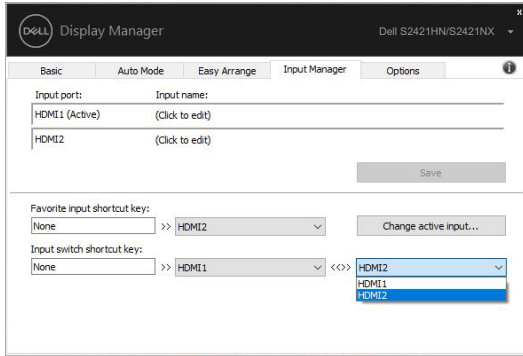 DELL Display Manager Dell S2421HN/S2421NX
Basic Auto Mode Easy Arrange Input Manager Options
Input port: Input name:
HDMI1 (Active) (Click to edit)
HDMI2 (Click to edit)
Save
Favorite input shortcut key:
None >> HDMI2 Change active input...
Input switch shortcut key:
None >> HDMI1 <<>> HDMI2
HDMI1
HDMI2